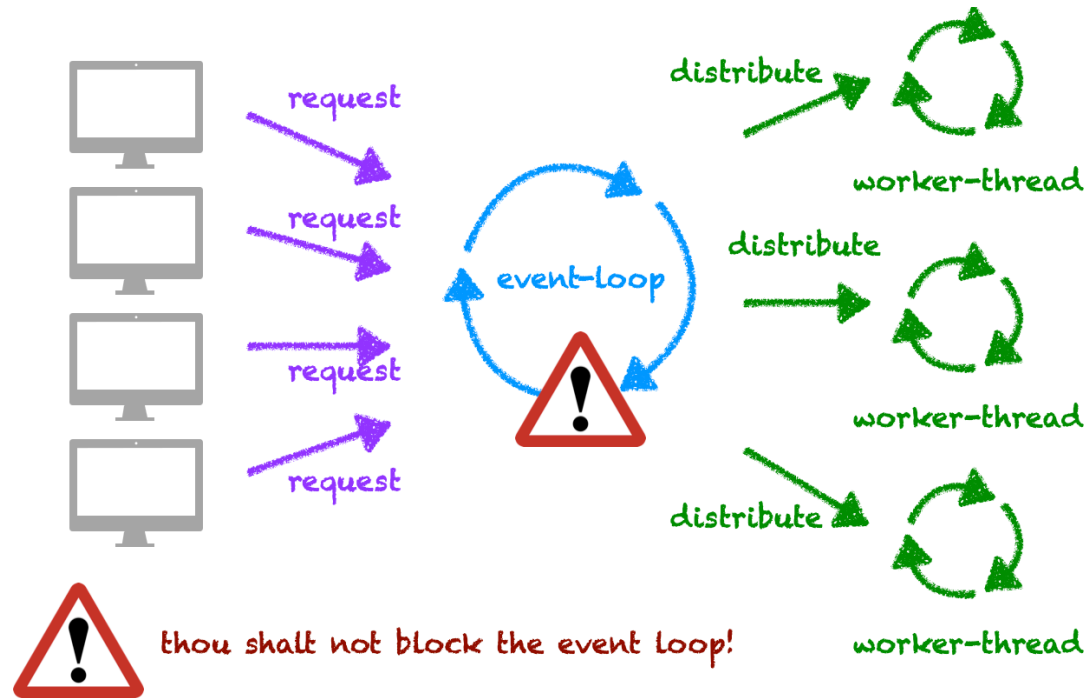 request
request
request
request
event-loop
distribute
worker-thread
distribute
worker-thread
distribute
worker-thread
thou shalt not block the event loop!